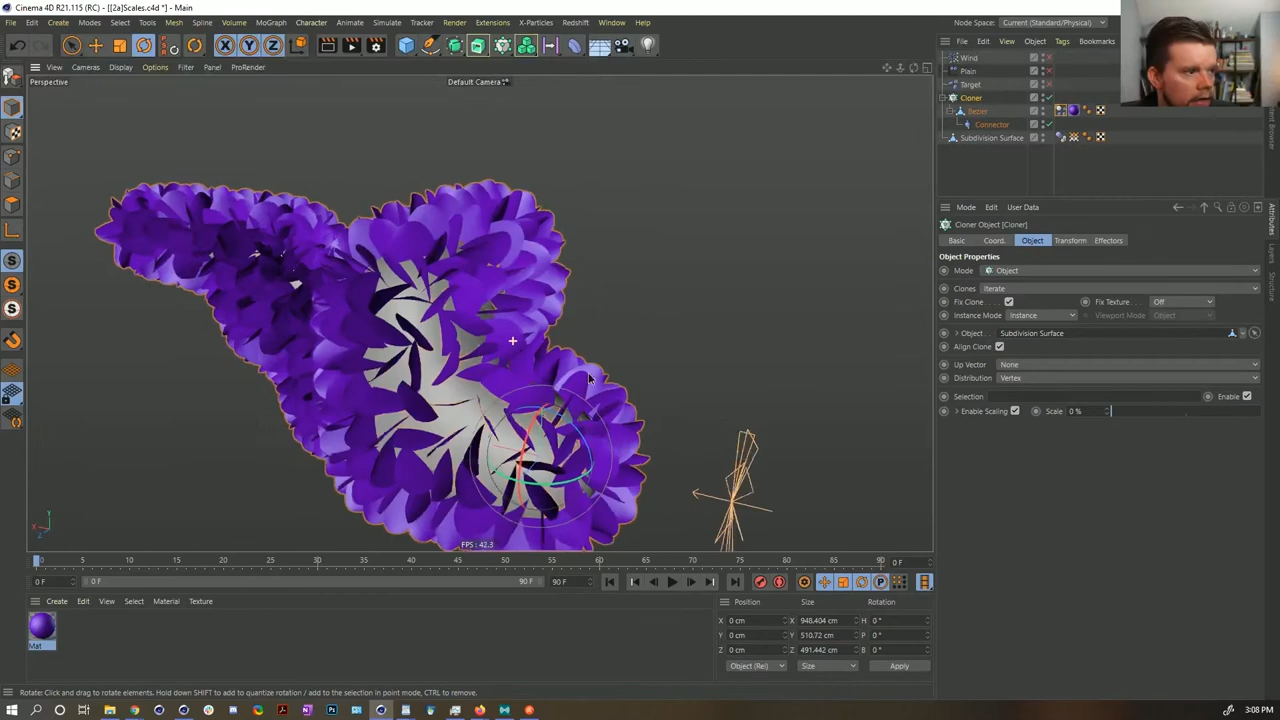 Cinema 4D R21.115 (RC) - [[2a]Scales.c4d *] - Main
File Edit Create Modes Select Tools Mesh Spline Volume MoGraph Character Animate Simulate Tracker Render Extensions X-Particles Redshift Window Help
Node Space: Current (Standard/Physical)
View Cameras Display Options Filter Panel ProRender
File Edit View Object Tags Bookmarks
Perspective
Default Camera
Wind
Plain
Target
Cloner
Bezier
Connector
Subdivision Surface
Mode Edit User Data
Cloner Object [Cloner]
Basic Coord. Object Transform Effectors
Object Properties
Mode Object
Clones Iterate
Fix Clone Fix Texture Off
Instance Mode Instance Viewport Mode Object
Object Subdivision Surface
Align Clone
Up Vector None
Distribution Vertex
Selection Enable
Enable Scaling Scale 0 %
Attributes
Layers
Structure
FPS : 42.3
0 5 10 15 20 25 30 35 40 45 50 55 60 65 70 75 80 85 90 0 F
0 F 0 F 90 F 90 F
Create Edit View Select Material Texture
Mat
Position Size Rotation
X 0 cm X 948.404 cm H 0 °
Y 0 cm Y 510.72 cm P 0 °
Z 0 cm Z 491.442 cm B 0 °
Object (Rel) Size Apply
Rotate: Click and drag to rotate elements. Hold down SHIFT to add to quantize rotation / add to the selection in point mode, CTRL to remove.
3:08 PM